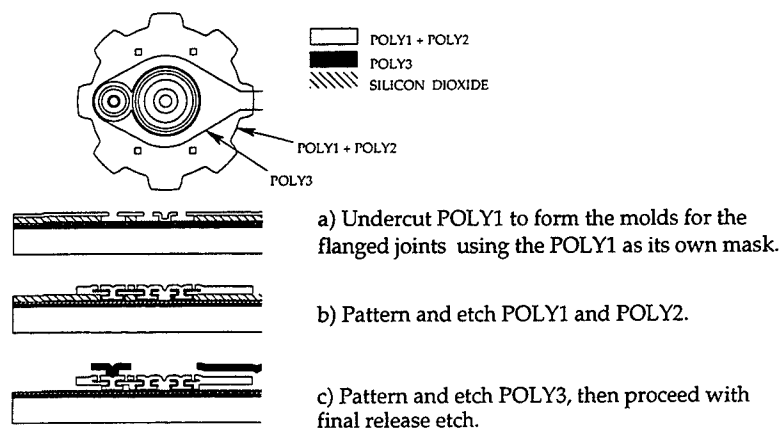 POLY1 + POLY2
POLY3
SILICON DIOXIDE
POLY1 + POLY2
POLY3
a) Undercut POLY1 to form the molds for the
flanged joints using the POLY1 as its own mask.
b) Pattern and etch POLY1 and POLY2.
c) Pattern and etch POLY3, then proceed with
final release etch.